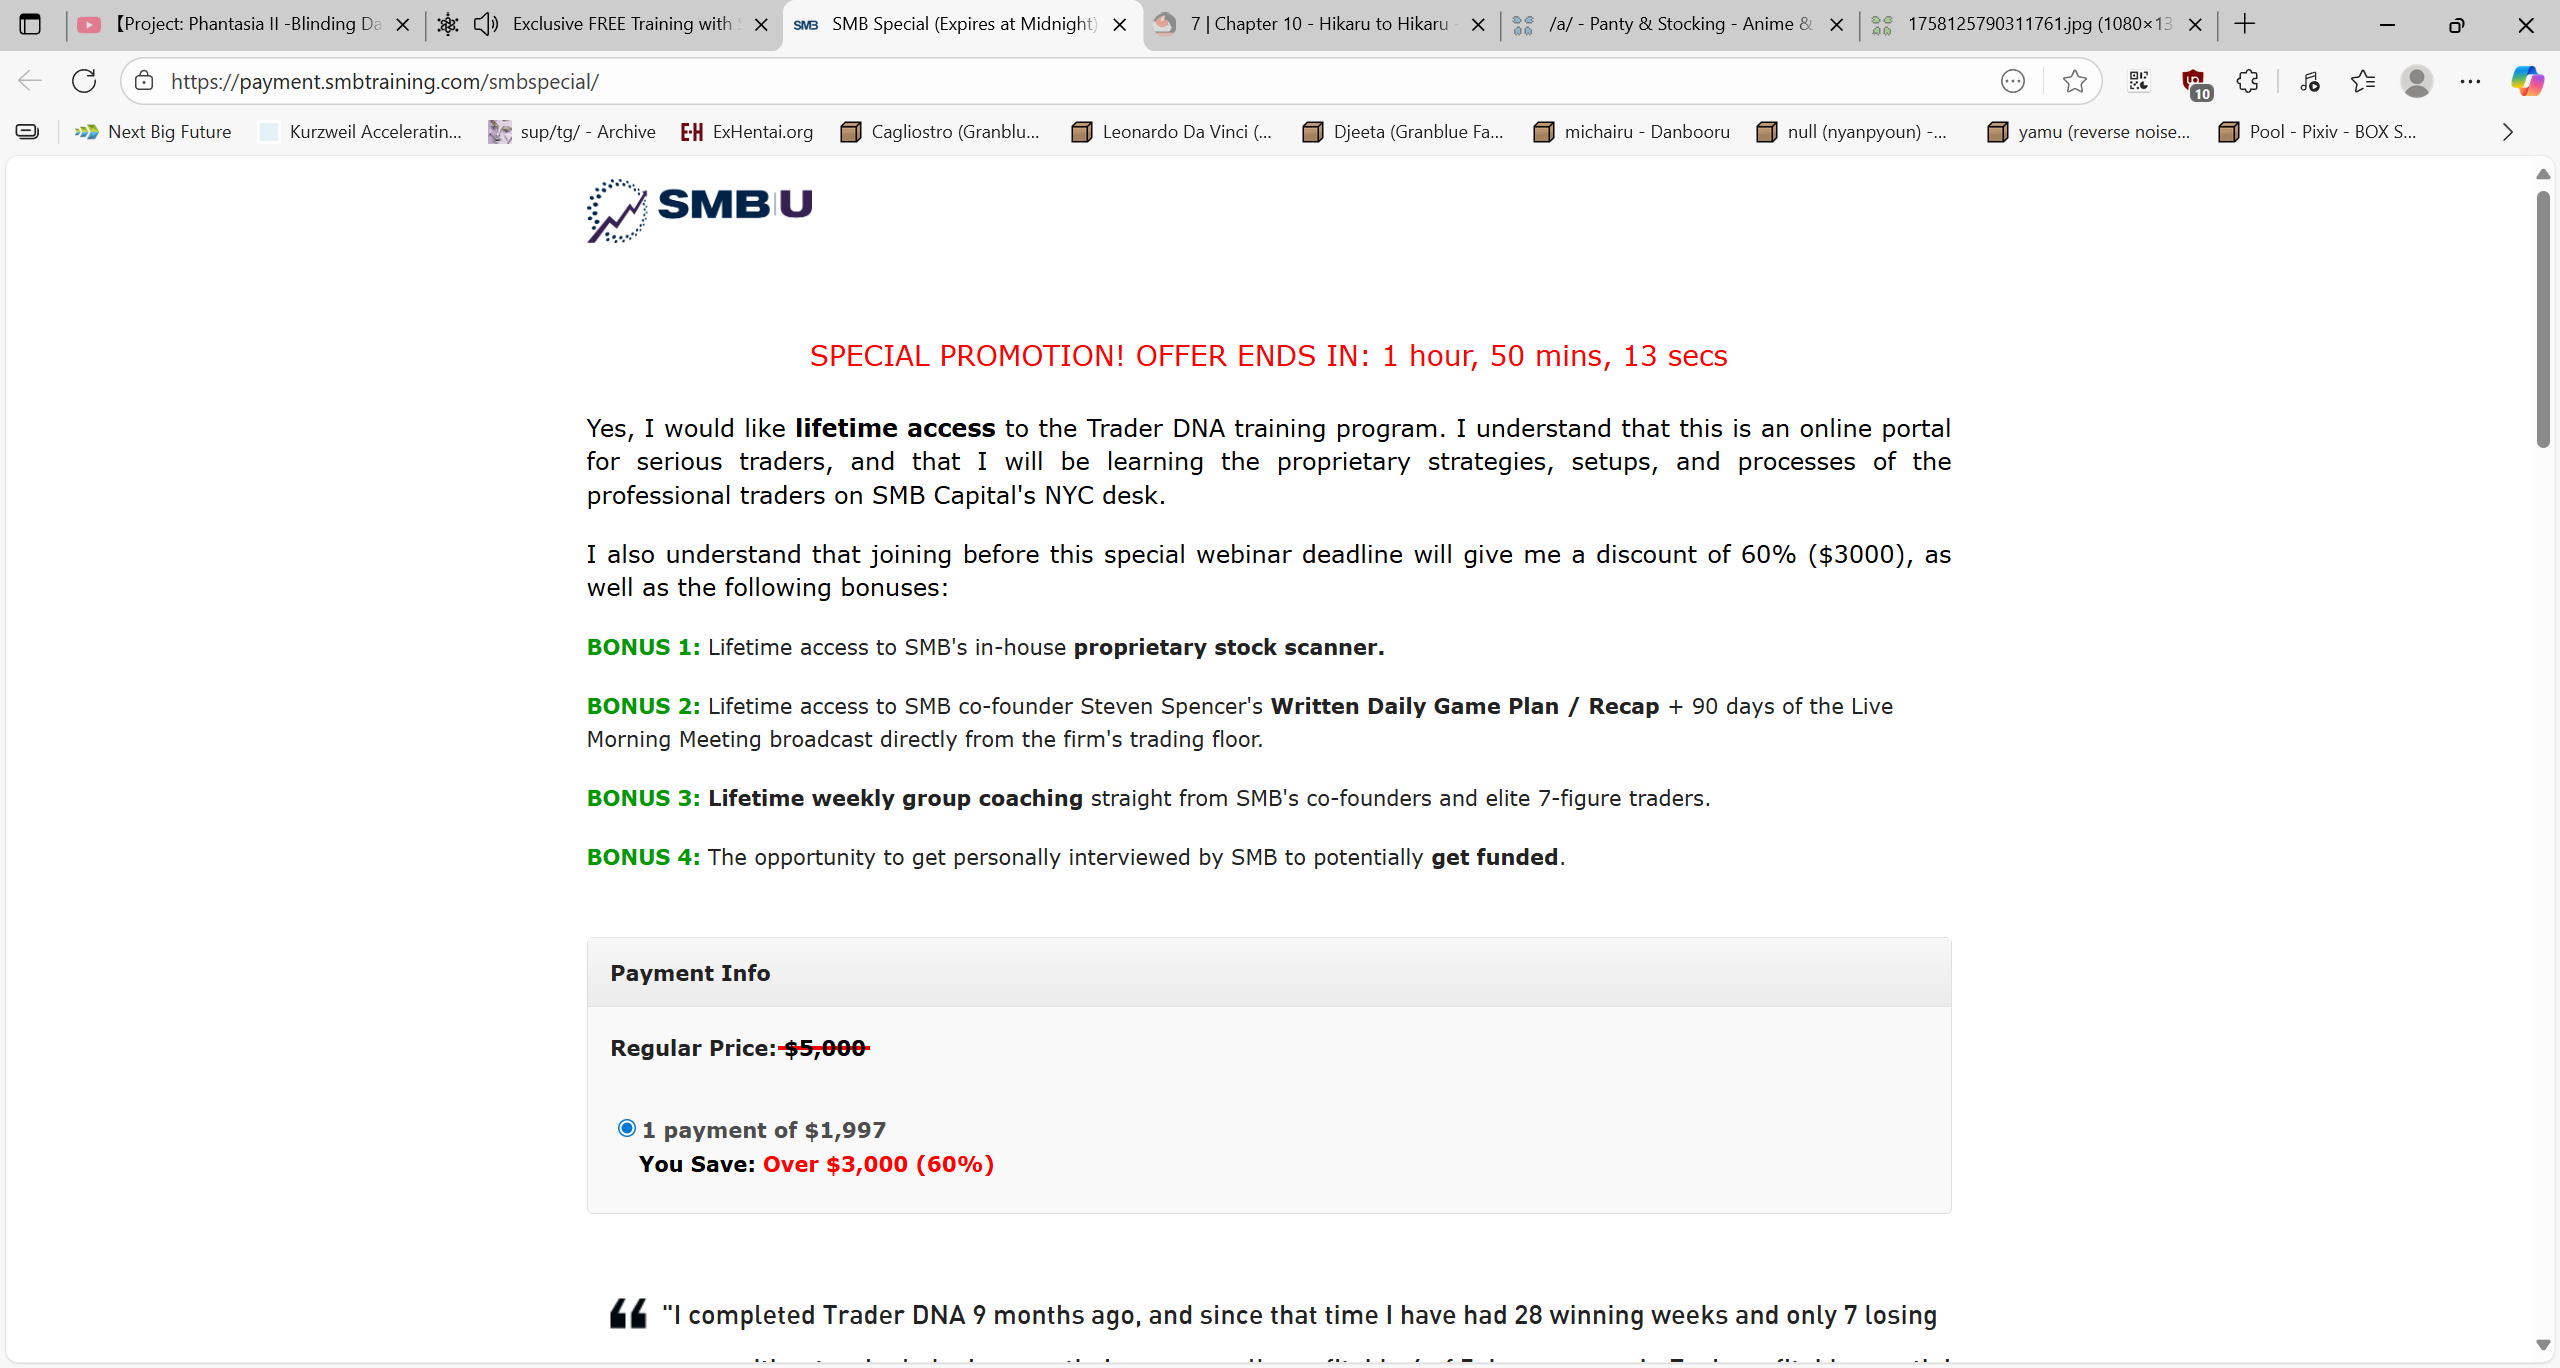 【Project: Phantasia II -Blinding Da
Exclusive FREE Training with
SMB SMB Special (Expires at Midnight)
7 | Chapter 10 - Hikaru to Hikaru
/a/ - Panty & Stocking - Anime &
1758125790311761.jpg (1080×13
https://payment.smbtraining.com/smbspecial/
10
Next Big Future
Kurzweil Acceleratin...
sup/tg/ - Archive
E-H ExHentai.org
Cagliostro (Granblu...
Leonardo Da Vinci (...
Djeeta (Granblue Fa...
michairu - Danbooru
null (nyanpyoun) -...
yamu (reverse noise...
Pool - Pixiv - BOX S...
SMB U
SPECIAL PROMOTION! OFFER ENDS IN: 1 hour, 50 mins, 13 secs
Yes, I would like lifetime access to the Trader DNA training program. I understand that this is an online portal
for serious traders, and that I will be learning the proprietary strategies, setups, and processes of the
professional traders on SMB Capital's NYC desk.
I also understand that joining before this special webinar deadline will give me a discount of 60% ($3000), as
well as the following bonuses:
BONUS 1: Lifetime access to SMB's in-house proprietary stock scanner.
BONUS 2: Lifetime access to SMB co-founder Steven Spencer's Written Daily Game Plan / Recap + 90 days of the Live
Morning Meeting broadcast directly from the firm's trading floor.
BONUS 3: Lifetime weekly group coaching straight from SMB's co-founders and elite 7-figure traders.
BONUS 4: The opportunity to get personally interviewed by SMB to potentially get funded.
Payment Info
Regular Price: $5,000
1 payment of $1,997
You Save: Over $3,000 (60%)
"I completed Trader DNA 9 months ago, and since that time I have had 28 winning weeks and only 7 losing